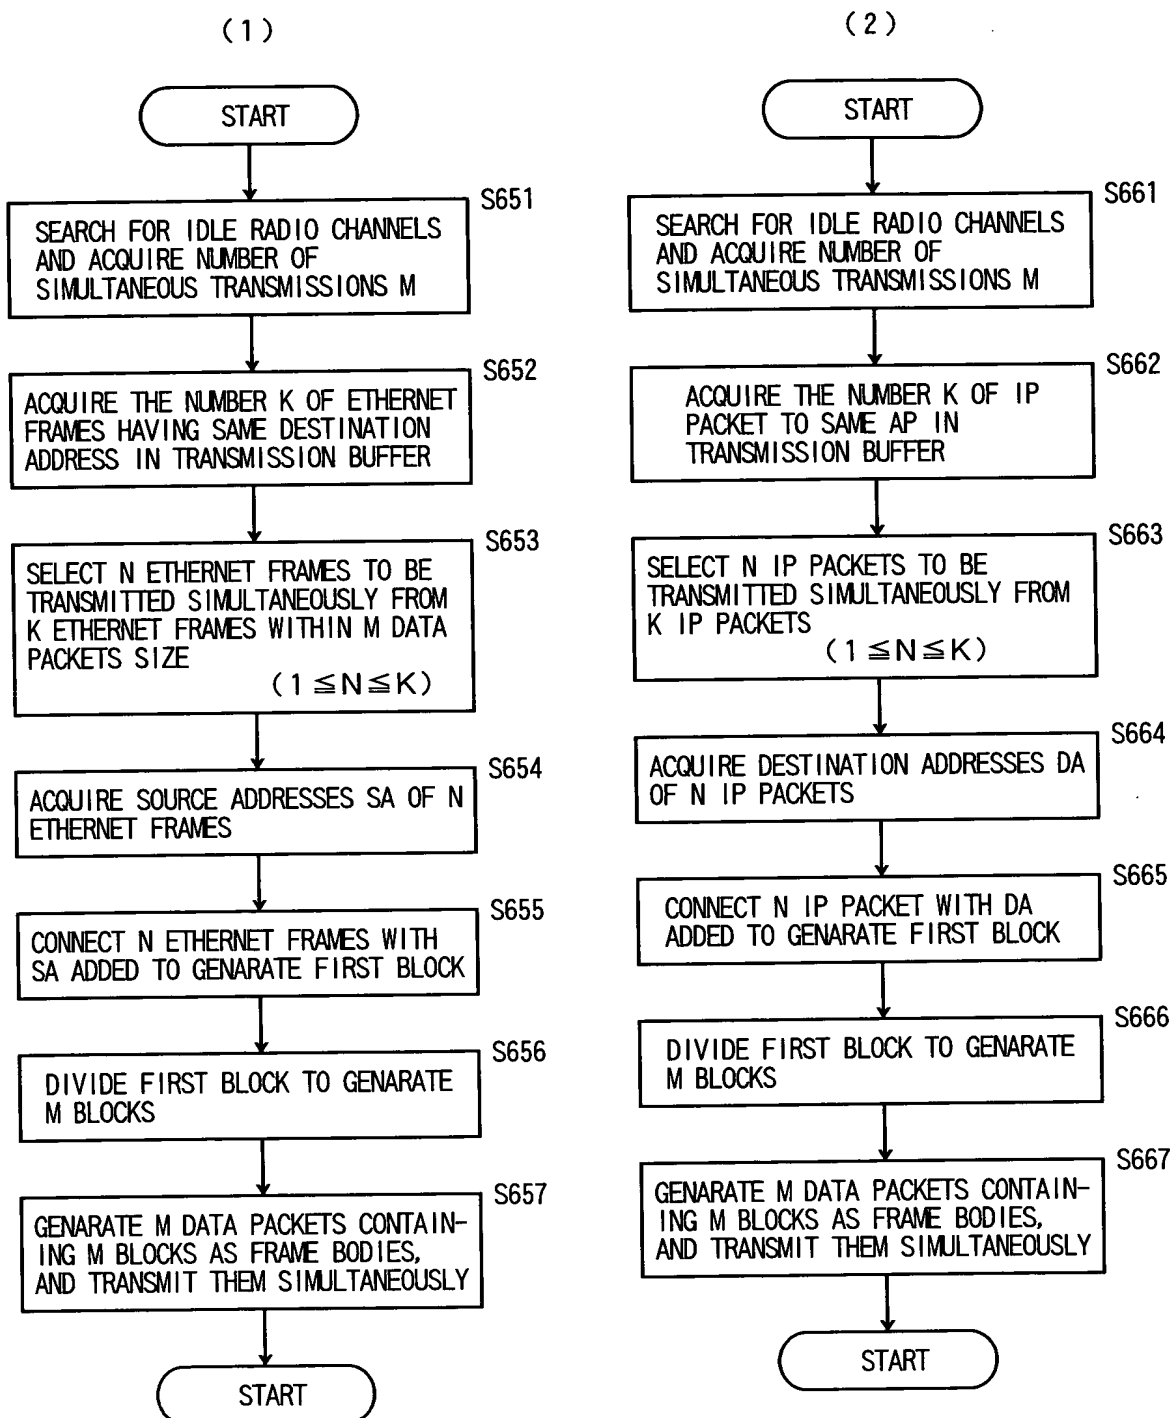 (1)
START
S651
SEARCH FOR IDLE RADIO CHANNELS
AND ACQUIRE NUMBER OF
SIMULTANEOUS TRANSMISSIONS M
S652
ACQUIRE THE NUMBER K OF ETHERNET
FRAMES HAVING SAME DESTINATION
ADDRESS IN TRANSMISSION BUFFER
S653
SELECT N ETHERNET FRAMES TO BE
TRANSMITTED SIMULTANEOUSLY FROM
K ETHERNET FRAMES WITHIN M DATA
PACKETS SIZE
(1≦N≦K)
S654
ACQUIRE SOURCE ADDRESSES SA OF N
ETHERNET FRAMES
S655
CONNECT N ETHERNET FRAMES WITH
SA ADDED TO GENARATE FIRST BLOCK
S656
DIVIDE FIRST BLOCK TO GENARATE
M BLOCKS
S657
GENARATE M DATA PACKETS CONTAIN-
ING M BLOCKS AS FRAME BODIES,
AND TRANSMIT THEM SIMULTANEOUSLY
START
(2)
START
S661
SEARCH FOR IDLE RADIO CHANNELS
AND ACQUIRE NUMBER OF
SIMULTANEOUS TRANSMISSIONS M
S662
ACQUIRE THE NUMBER K OF IP
PACKET TO SAME AP IN
TRANSMISSION BUFFER
S663
SELECT N IP PACKETS TO BE
TRANSMITTED SIMULTANEOUSLY FROM
K IP PACKETS
(1≦N≦K)
S664
ACQUIRE DESTINATION ADDRESSES DA
OF N IP PACKETS
S665
CONNECT N IP PACKET WITH DA
ADDED TO GENARATE FIRST BLOCK
S666
DIVIDE FIRST BLOCK TO GENARATE
M BLOCKS
S667
GENARATE M DATA PACKETS CONTAIN-
ING M BLOCKS AS FRAME BODIES,
AND TRANSMIT THEM SIMULTANEOUSLY
START